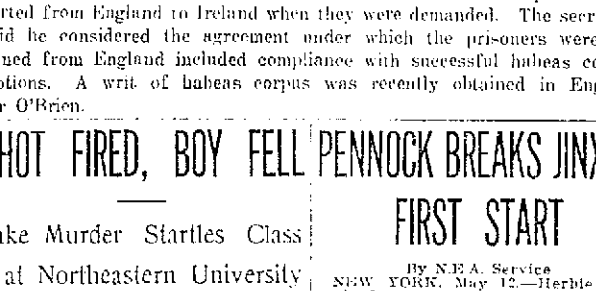 rted from England to Ireland when they were demanded. The secr
id he considered the agreement under which the prisoners were
ned from England included compliance with successful habeas co
ptions. A writ of habeas corpus was recently obtained in Eng
r O'Brien.
HOT FIRED, BOY FELL
ake Murder Startles Class
at Northeastern University
PENNOCK BREAKS JINX
FIRST START
By N.E.A. Service
NEW YORK, May 12.—Herbie